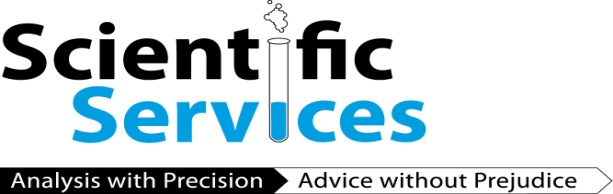 Scientific
Services
Analysis with Precision Advice without Prejudice